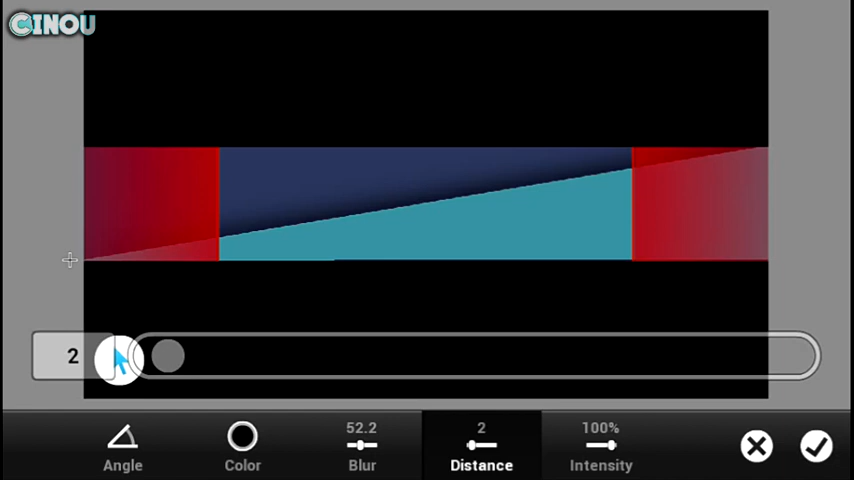 CINOU
2
52.2
2
100%
Angle
Color
Blur
Distance
Intensity